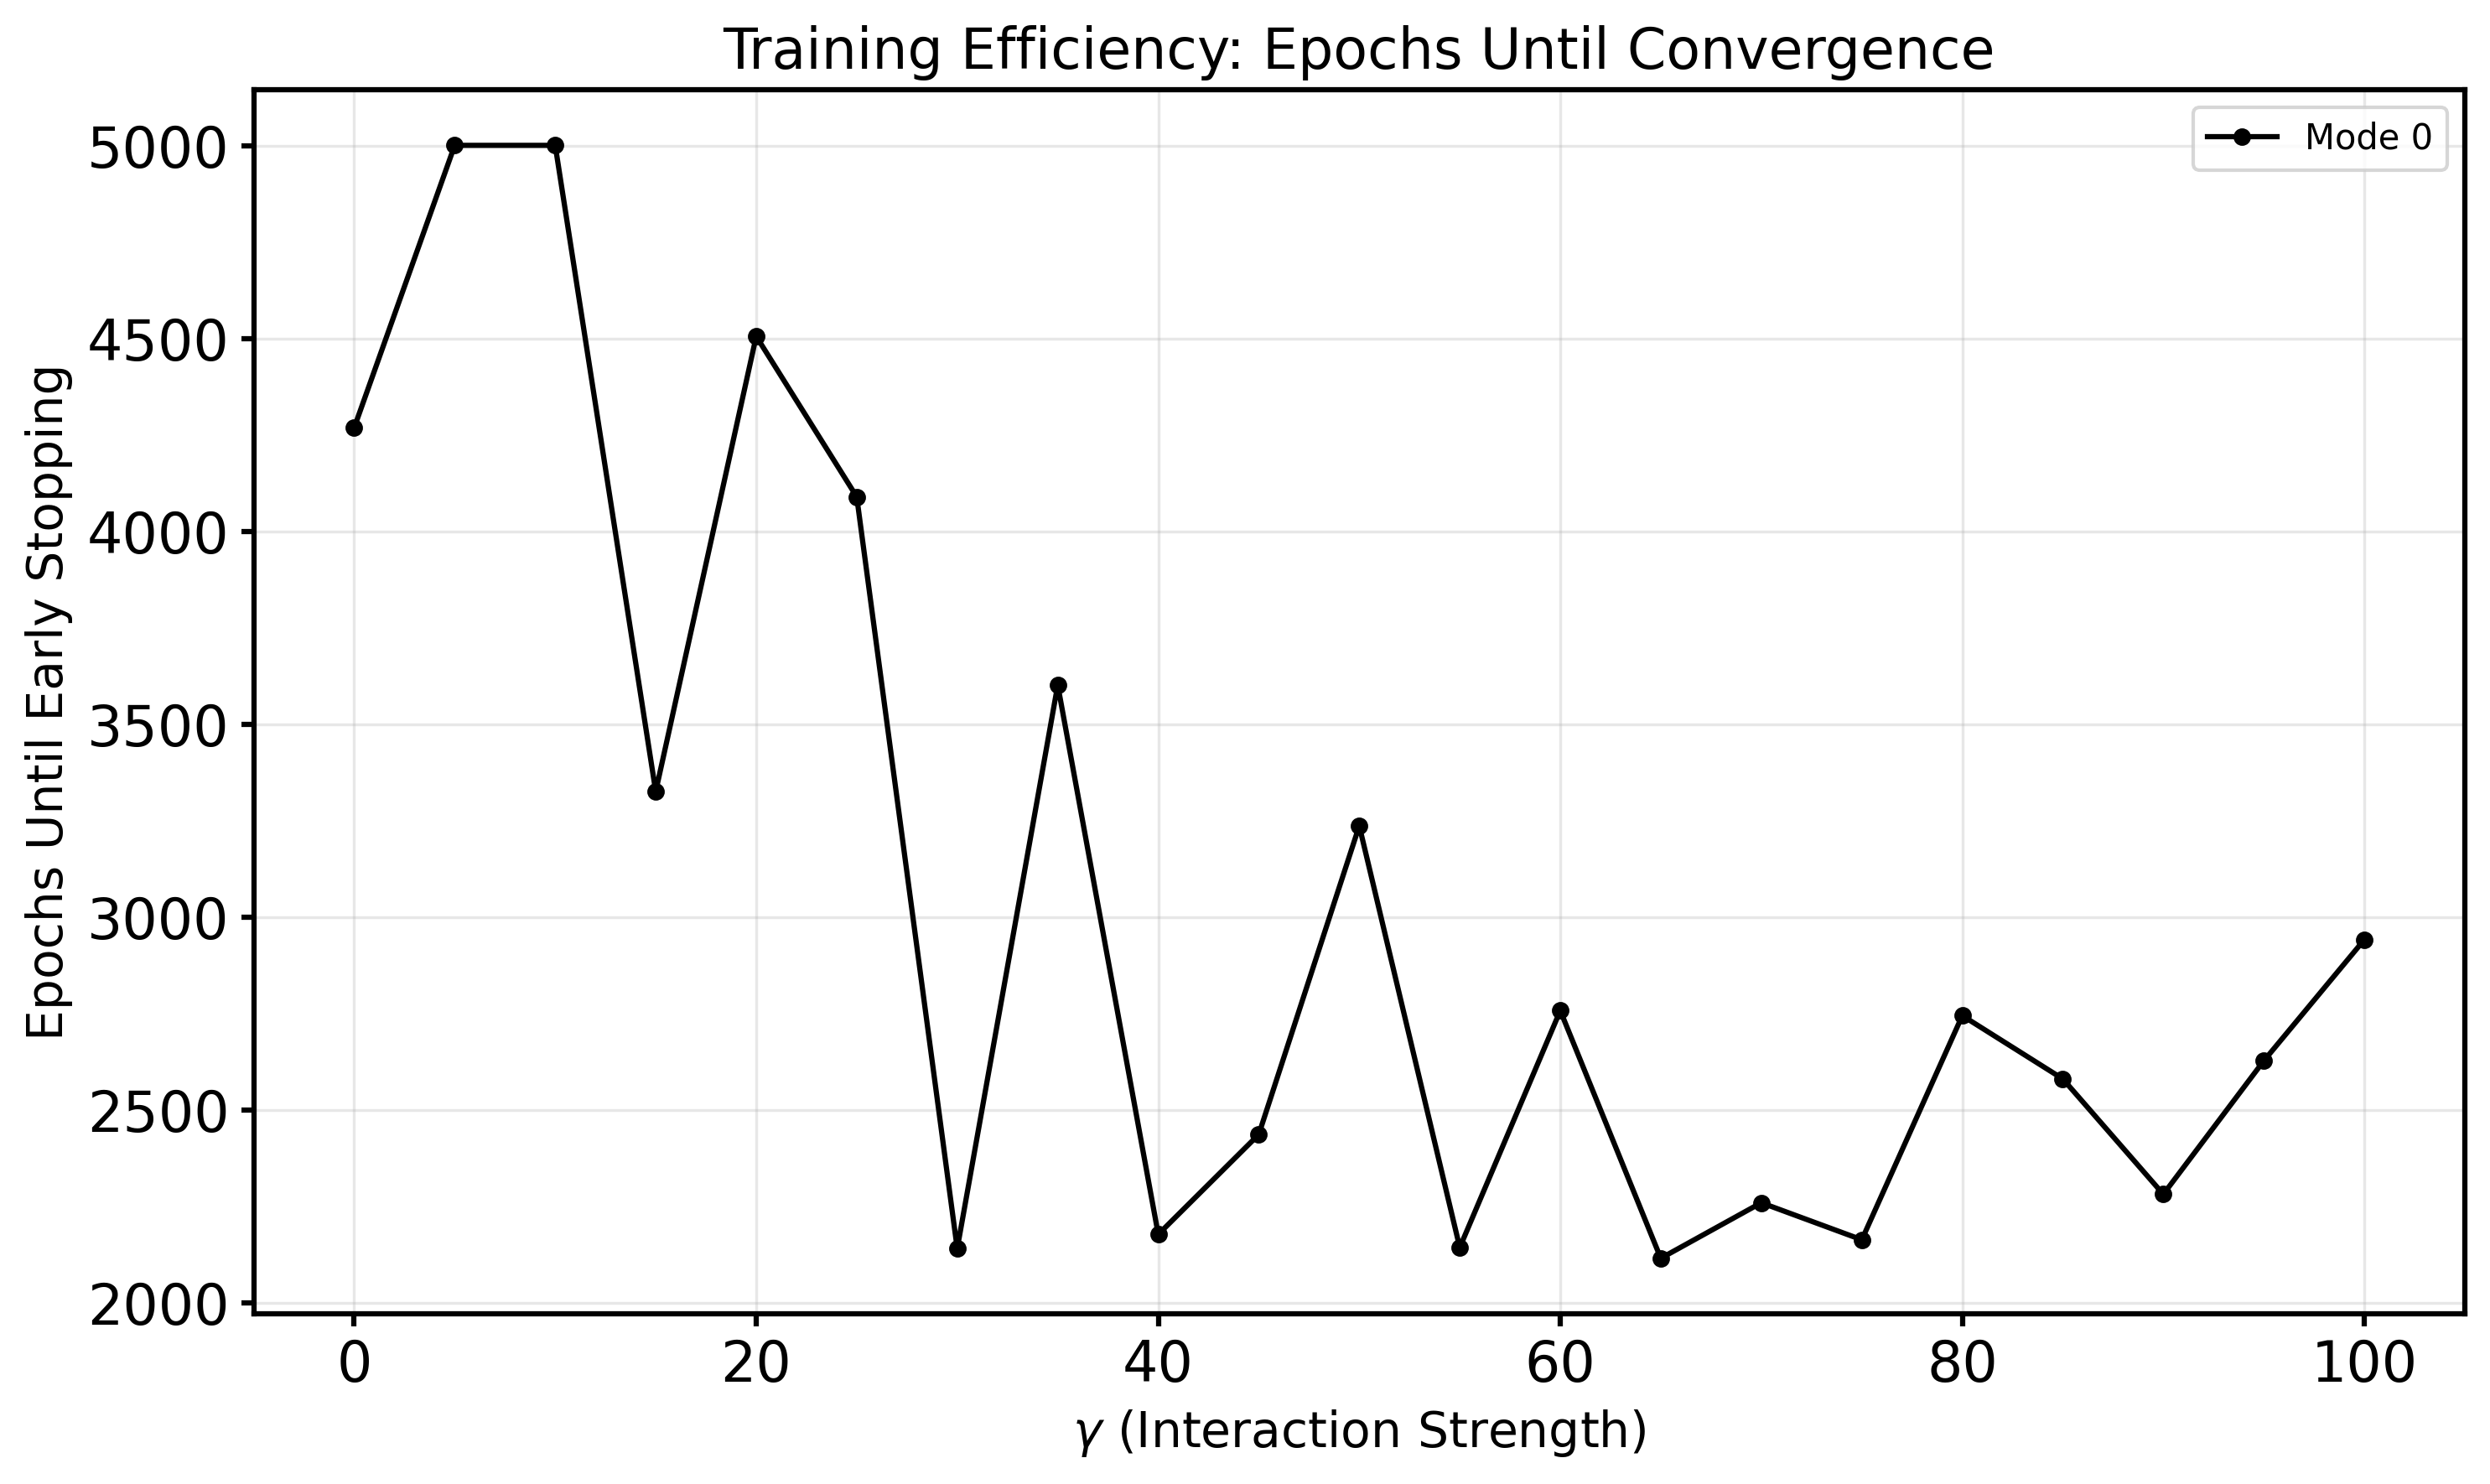 Training Efficiency: Epochs Until Convergence
Mode 0
Epochs Until Early Stopping
5000
4500
4000
3500
3000
2500
2000
0 20 40 60 80 100
γ (Interaction Strength)